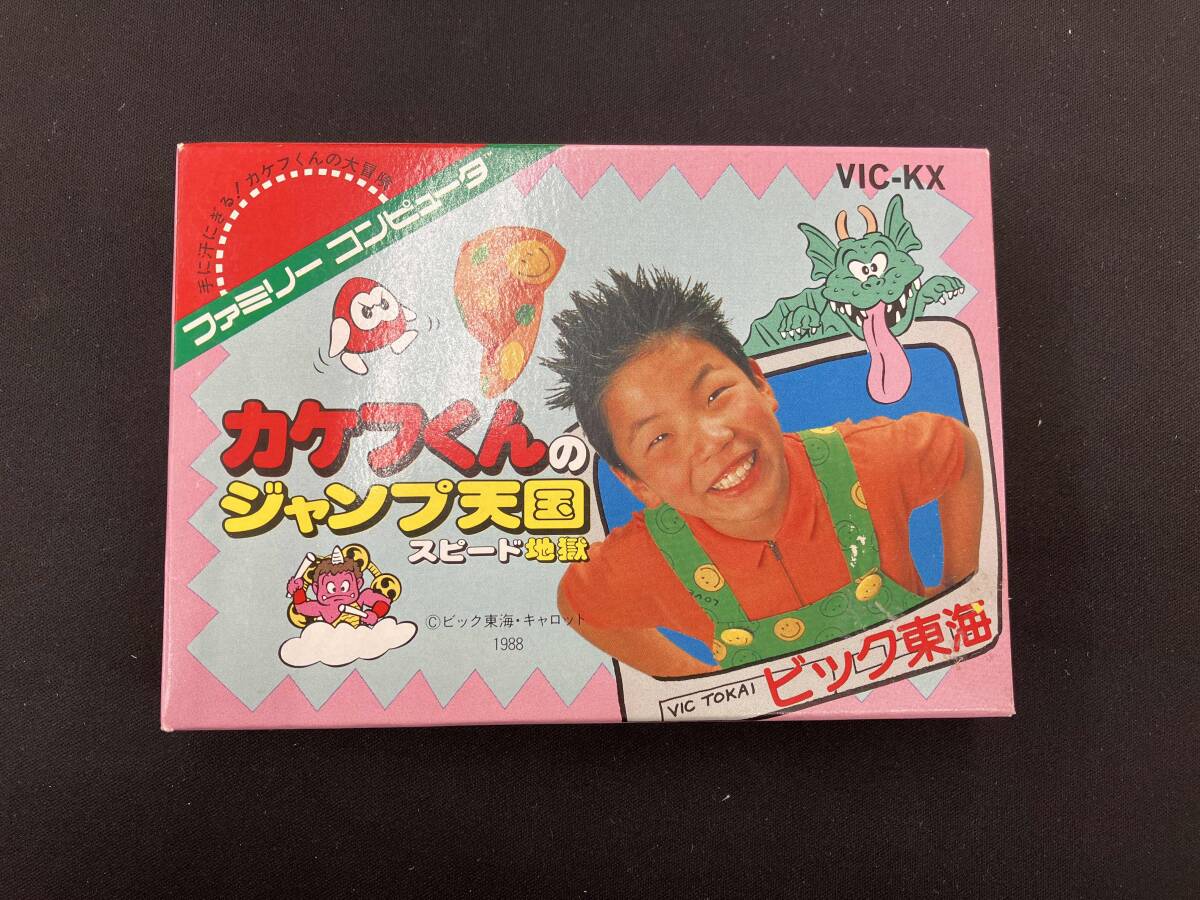 手に汗にぎる!カケフくんの大冒険
ファミリーコンピュータ
VIC-KX
カケフくんの
ジャンプ天国
スピード地獄
©ビック東海・キャロット
1988
VIC TOKAI
ビック東海